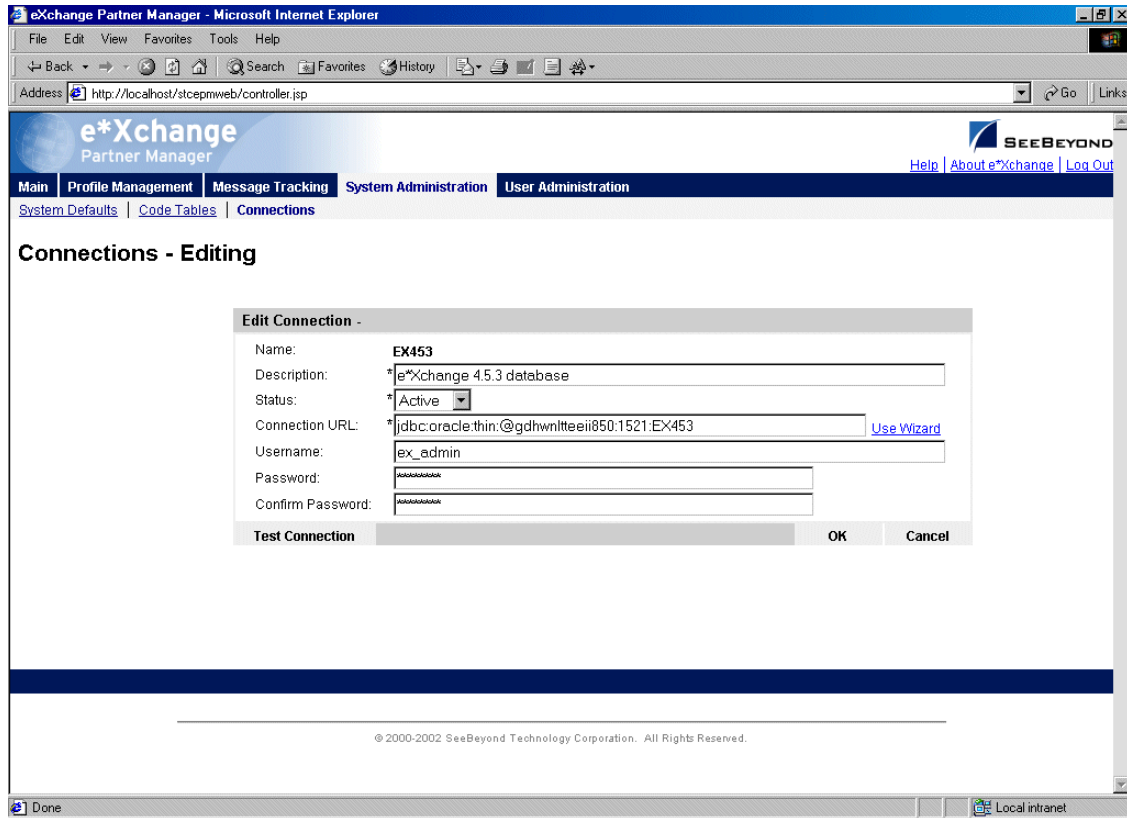 eXchange Partner Manager - Microsoft Internet Explorer
File Edit View Favorites Tools Help
Back Search Favorites History
Address http://localhost/stcepmweb/controller.jsp Go Links
e*Xchange
Partner Manager
SEEBEYOND
Help | About e*Xchange | Log Out
Main Profile Management Message Tracking System Administration User Administration
System Defaults | Code Tables | Connections
Connections - Editing
Edit Connection -
Name: EX453
Description: *e*Xchange 4.5.3 database
Status: *Active
Connection URL: *jdbc:oracle:thin:@gdhwnltteeii850:1521:EX453 Use Wizard
Username: ex_admin
Password: ********
Confirm Password: ********
Test Connection OK Cancel
© 2000-2002 SeeBeyond Technology Corporation. All Rights Reserved.
Done Local intranet